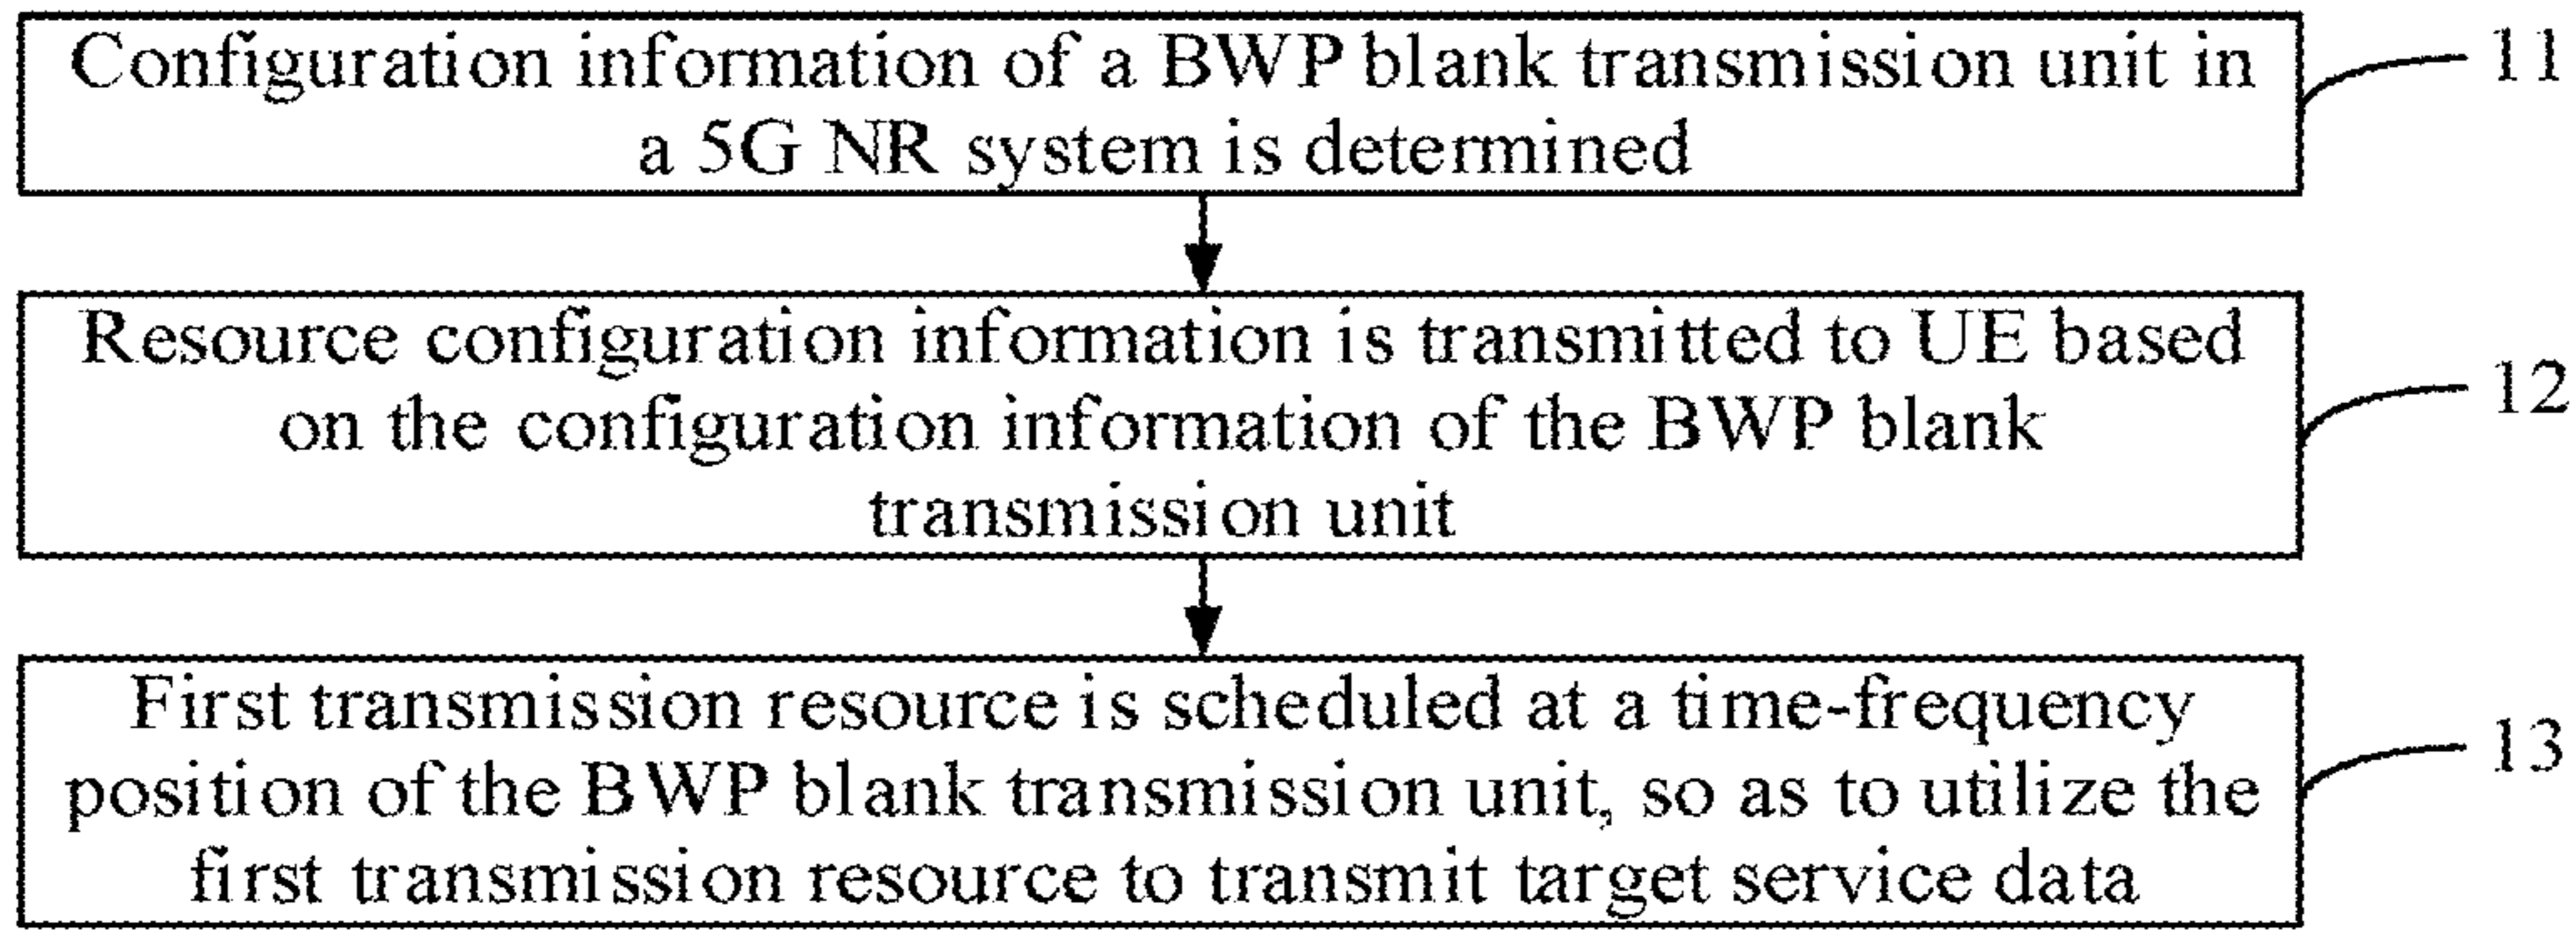 Configuration information of a BWP blank transmission unit in
a 5G NR system is determined
11
Resource configuration information is transmitted to UE based
on the configuration information of the BWP blank
transmission unit
12
First transmission resource is scheduled at a time-frequency
position of the BWP blank transmission unit, so as to utilize the
first transmission resource to transmit target service data
13